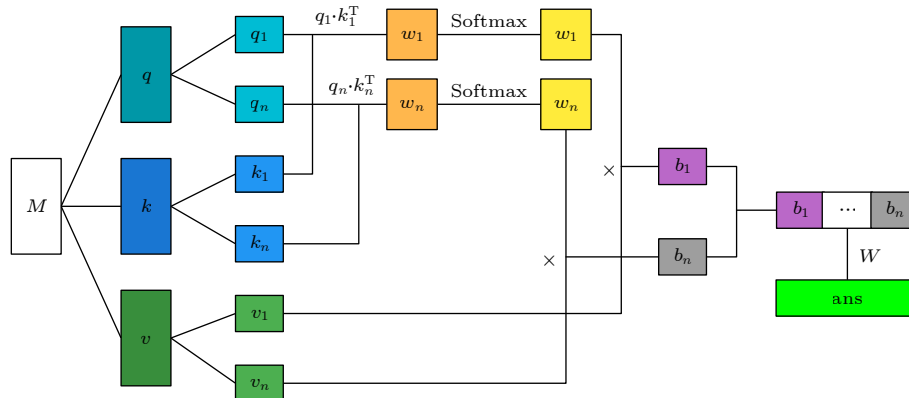 q₁ q₁·k₁ᵀ w₁ Softmax w₁
q
qₙ qₙ·kₙᵀ wₙ Softmax wₙ
k₁ × b₁
M k b₁ ... bₙ
kₙ × bₙ W
ans
v₁
v
vₙ